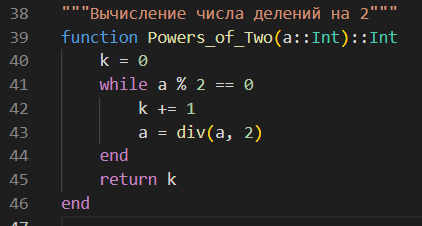 38 """Вычисление числа делений на 2"""
39 function Powers_of_Two(a::Int)::Int
40     k = 0
41     while a % 2 == 0
42         k += 1
43         a = div(a, 2)
44     end
45     return k
46 end
47